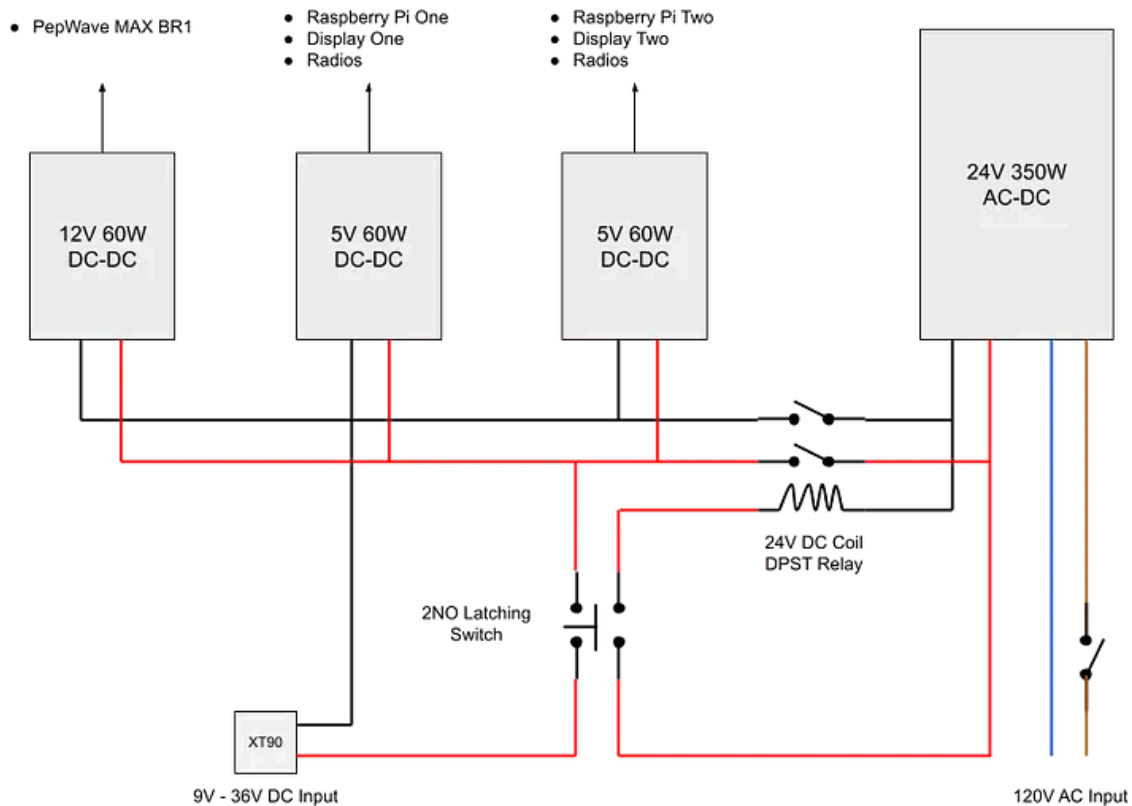 PepWave MAX BR1
Raspberry Pi One
Display One
Radios
Raspberry Pi Two
Display Two
Radios
12V 60W
DC-DC
5V 60W
DC-DC
5V 60W
DC-DC
24V 350W
AC-DC
24V DC Coil
DPST Relay
2NO Latching
Switch
XT90
9V - 36V DC Input
120V AC Input